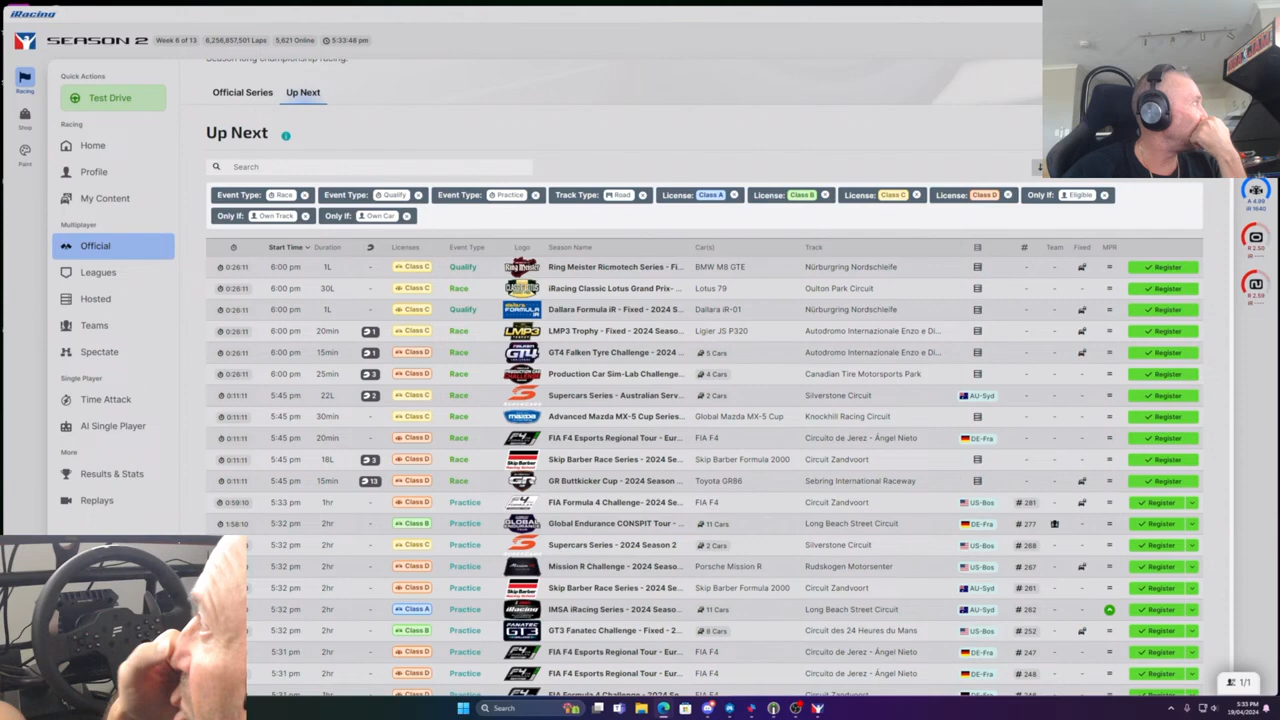 iRacing
SEASON 2 Week 6 of 13 6,256,857,501 Laps 5,621 Online 5:33:48 pm
Season long championship racing.
Racing
Shop
Paint
Quick Actions
Test Drive
Racing
Home
Profile
My Content
Multiplayer
Official
Leagues
Hosted
Teams
Spectate
Single Player
Time Attack
AI Single Player
More
Results & Stats
Replays
Official Series Up Next
Up Next
Search
Event Type: Race Event Type: Qualify Event Type: Practice Track Type: Road License: Class A License: Class B License: Class C License: Class D Only If: Eligible
Only If: Own Track Only If: Own Car
Start Time Duration Licenses Event Type Logo Season Name Car(s) Track # Team Fixed MPR
0:26:11 6:00 pm 1L - Class C Qualify Ring Meister Ricmotech Series - Fi... BMW M8 GTE Nürburgring Nordschleife - - = Register
0:26:11 6:00 pm 30L - Class C Race iRacing Classic Lotus Grand Prix-... Lotus 79 Oulton Park Circuit - - - = Register
0:26:11 6:00 pm 1L - Class C Qualify Dallara Formula iR - 2024 Season ... Dallara iR-01 Nürburgring Nordschleife - - = Register
0:26:11 6:00 pm 20min 1 Class C Race LMP3 Trophy - Fixed - 2024 Seas... Ligier JS P320 Autodromo Internazionale Enzo e Di... - - = Register
0:26:11 6:00 pm 15min 1 Class D Race GT4 Falken Tyre Challenge - 2024 ... 5 Cars Autodromo Internazionale Enzo e Di... - - = Register
0:26:11 6:00 pm 25min 3 Class D Race Production Car Sim-Lab Challenge... 4 Cars Canadian Tire Motorsports Park - - - = Register
0:11:11 5:45 pm 22L 2 Class C Race Supercars Series - Australian Serv... 2 Cars Silverstone Circuit AU-Syd - - - = Register
0:11:11 5:45 pm 30min - Class C Race Advanced Mazda MX-5 Cup Series... Global Mazda MX-5 Cup Knockhill Racing Circuit - - - = Register
0:11:11 5:45 pm 20min - Class D Race FIA F4 Esports Regional Tour - Eur... FIA F4 Circuito de Jerez - Ángel Nieto DE-Fra - - = Register
0:11:11 5:45 pm 18L 3 Class D Race Skip Barber Race Series - 2024 S... Skip Barber Formula 2000 Circuit Zandvoort - - - = Register
0:11:11 5:45 pm 15min 13 Class D Race GR Buttkicker Cup - 2024 Season ... Toyota GR86 Sebring International Raceway - - = Register
0:59:10 5:33 pm 1hr - Class D Practice FIA Formula 4 Challenge - 2024 S... FIA F4 Circuit Zandvoort US-Bos # 281 - = Register
1:58:10 5:32 pm 2hr - Class B Practice Global Endurance CONSPIT Tour -... 11 Cars Long Beach Street Circuit DE-Fra # 277 - = Register
5:32 pm 2hr - Class C Practice Supercars Series - 2024 Season 2 2 Cars Silverstone Circuit US-Bos # 268 - - = Register
5:32 pm 2hr - Class D Practice Mission R Challenge - 2024 Season... Porsche Mission R Rudskogen Motorsenter US-Bos # 267 - = Register
5:32 pm 2hr - Class D Practice Skip Barber Race Series - 2024 S... Skip Barber Formula 2000 Circuit Zandvoort AU-Syd # 261 - - = Register
5:32 pm 2hr - Class A Practice IMSA iRacing Series - 2024 Seaso... 11 Cars Long Beach Street Circuit AU-Syd # 262 - - Register
5:32 pm 2hr - Class B Practice GT3 Fanatec Challenge - Fixed - 2... 8 Cars Circuit des 24 Heures du Mans US-Bos # 252 - = Register
5:31 pm 2hr - Class D Practice FIA F4 Esports Regional Tour - Eur... FIA F4 Circuito de Jerez - Ángel Nieto DE-Fra # 247 - = Register
5:31 pm 2hr - Class D Practice FIA F4 Esports Regional Tour - Eur... FIA F4 Circuito de Jerez - Ángel Nieto DE-Fra # 248 - = Register
A 4.99
iR 1640
R 2.50
R 2.59
1/1
Search
5:33 PM
19/04/2024